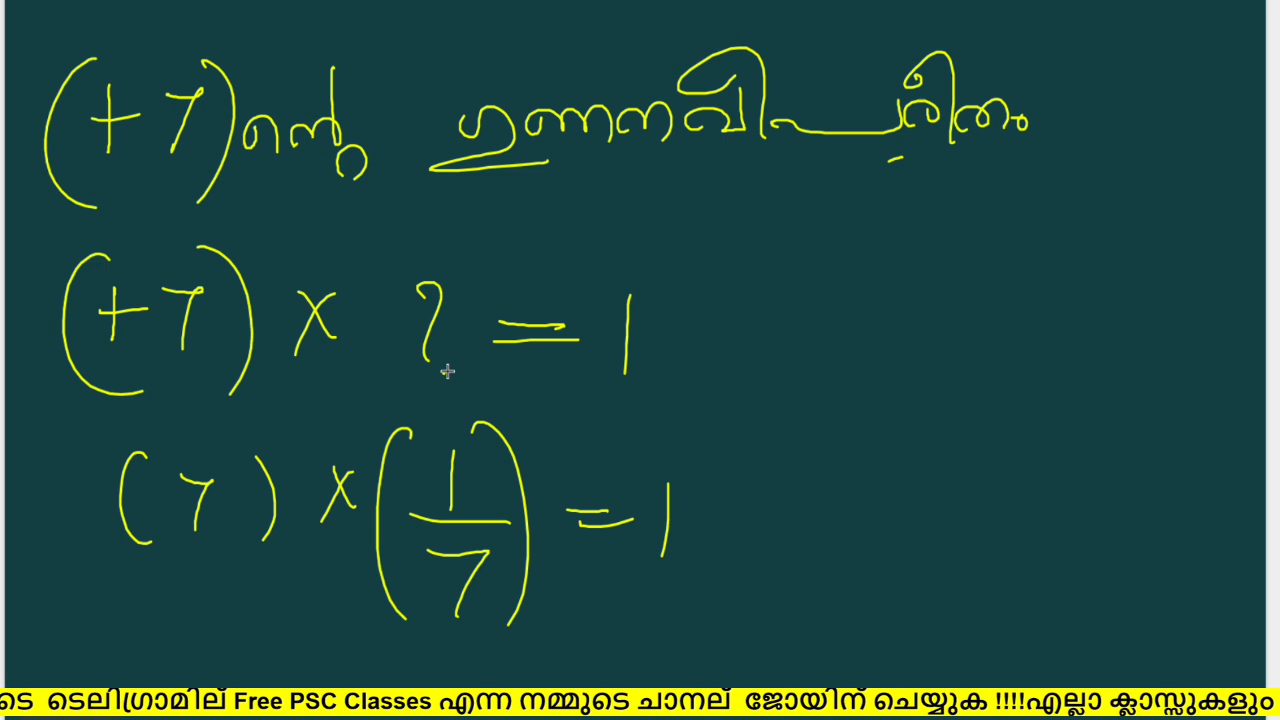 (+7)ന്റെ ഗുണനവിപരീതം
(+7) × ? = 1
(7) × (1/7) = 1
ടെ ടെലിഗ്രാമില് Free PSC Classes എന്ന നമ്മുടെ ചാനല് ജോയിന് ചെയ്യുക !!!!എല്ലാ ക്ലാസ്സുകളും